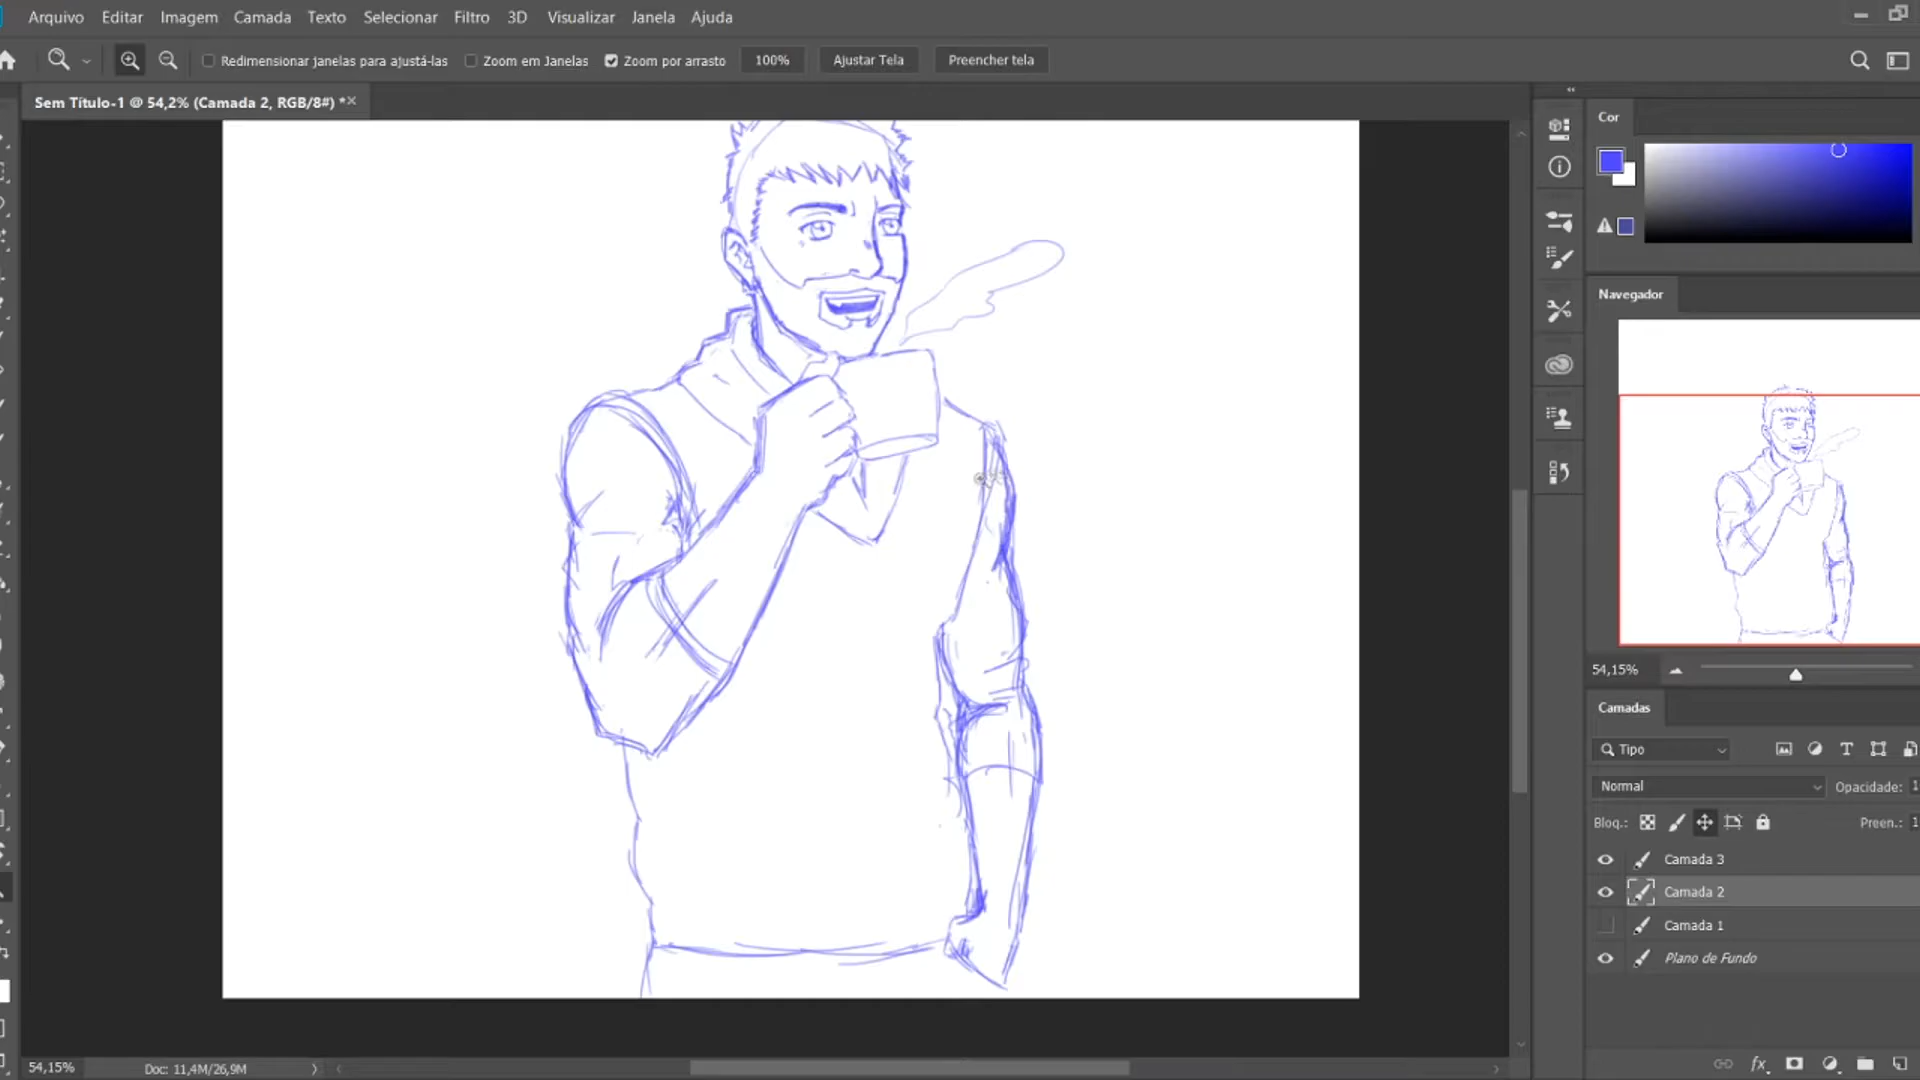 Arquivo Editar Imagem Camada Texto Selecionar Filtro 3D Visualizar Janela Ajuda
Redimensionar janelas para ajustá-las Zoom em Janelas Zoom por arrasto 100% Ajustar Tela Preencher tela
Sem Título-1 @ 54,2% (Camada 2, RGB/8#) *
Cor
Navegador
54,15%
Camadas
Tipo
Normal Opacidade: 1
Bloq.: Preen.: 1
Camada 3
Camada 2
Camada 1
Plano de Fundo
fx
54,15% Doc: 11,4M/26,9M